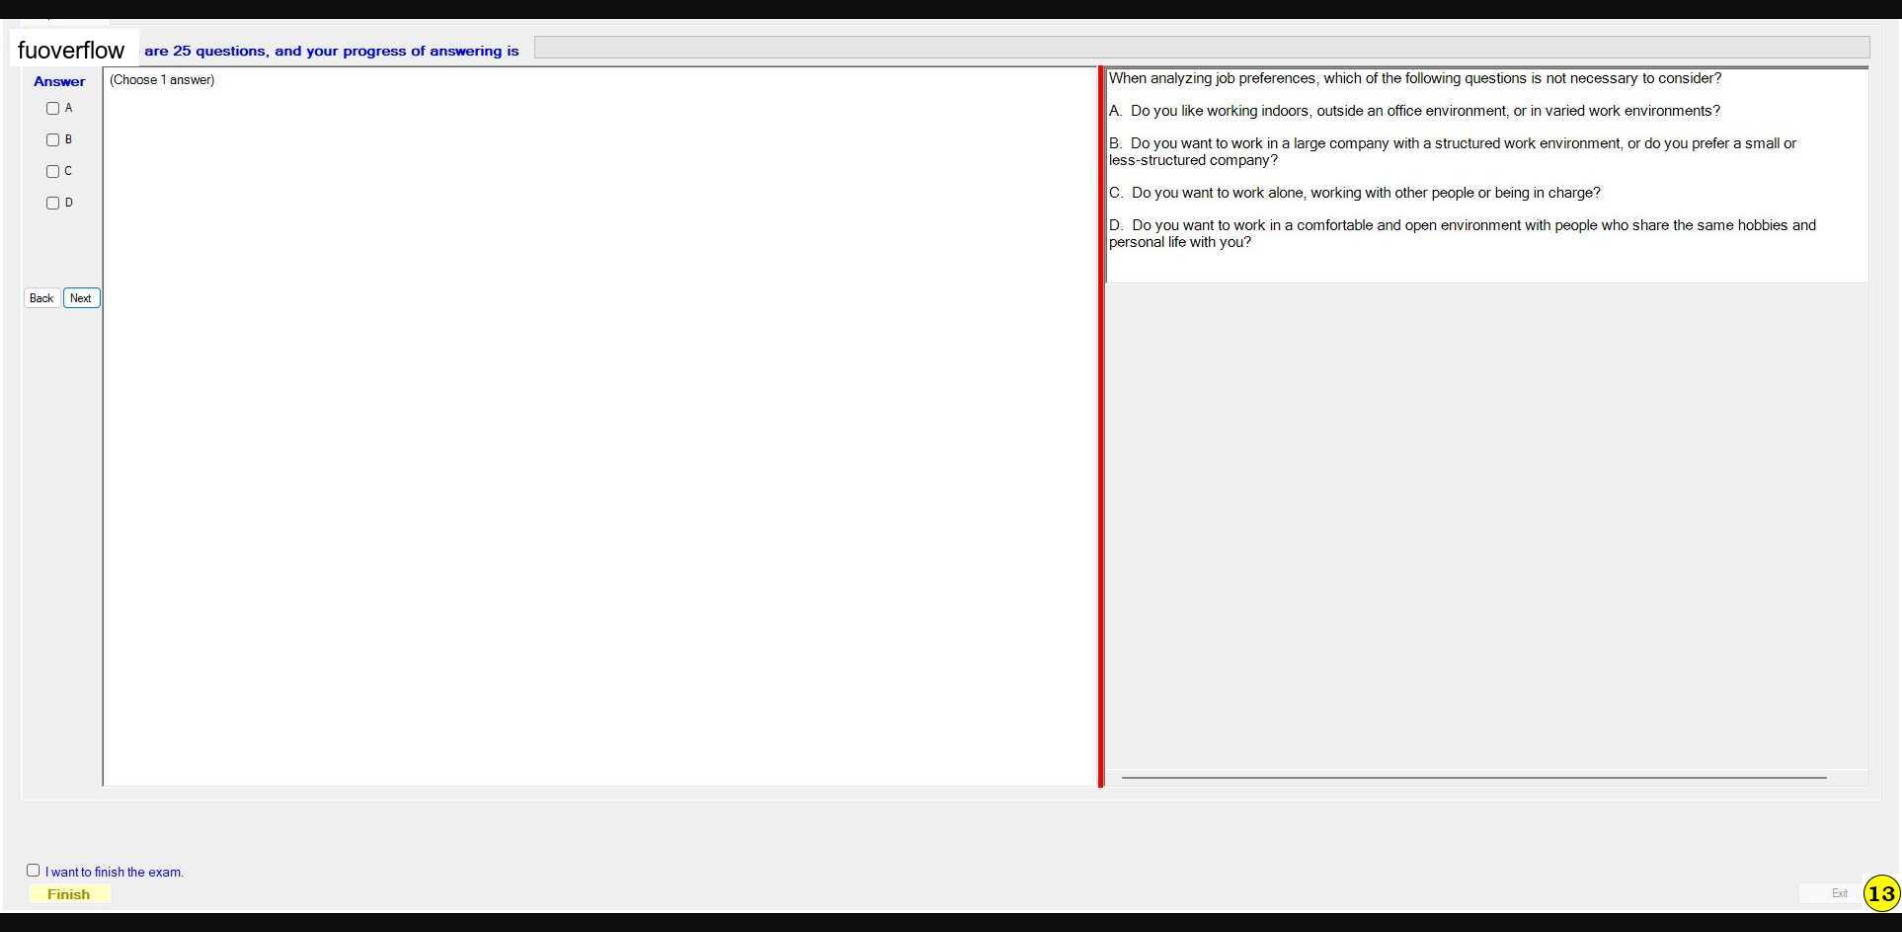 fuoverflow are 25 questions, and your progress of answering is
Answer
(Choose 1 answer)
A
B
C
D
Back Next
When analyzing job preferences, which of the following questions is not necessary to consider?
A. Do you like working indoors, outside an office environment, or in varied work environments?
B. Do you want to work in a large company with a structured work environment, or do you prefer a small or
less-structured company?
C. Do you want to work alone, working with other people or being in charge?
D. Do you want to work in a comfortable and open environment with people who share the same hobbies and
personal life with you?
I want to finish the exam.
Finish
Exit
13